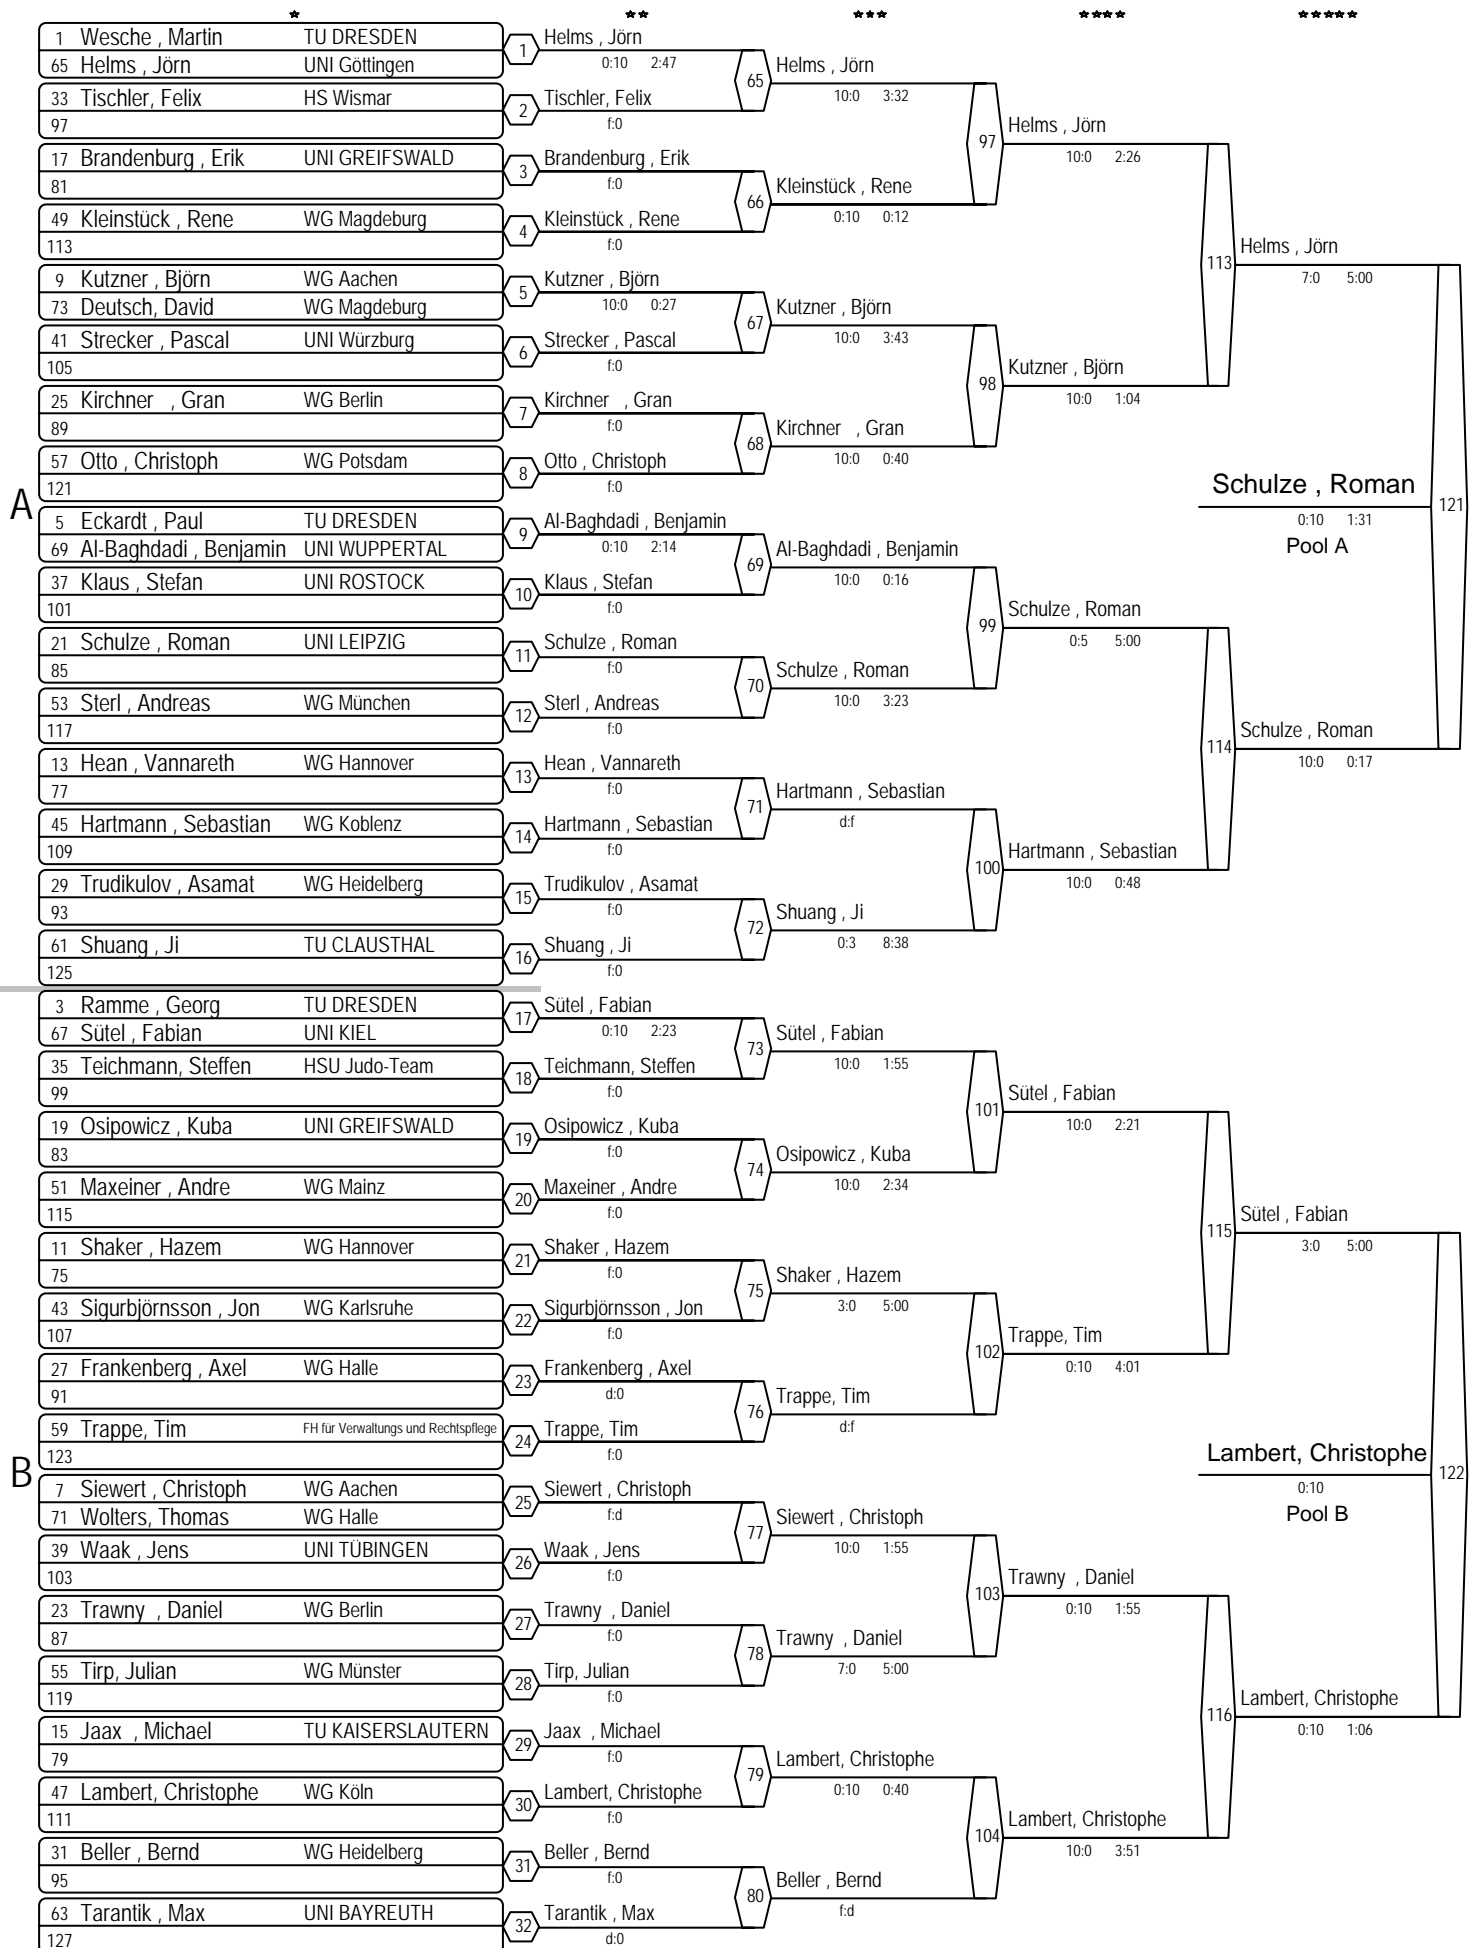 * ** *** **** *****
1 Wesche , Martin TU DRESDEN
65 Helms , Jörn UNI Göttingen
33 Tischler, Felix HS Wismar
97
17 Brandenburg , Erik UNI GREIFSWALD
81
49 Kleinstück , Rene WG Magdeburg
113
9 Kutzner , Björn WG Aachen
73 Deutsch, David WG Magdeburg
41 Strecker , Pascal UNI Würzburg
105
25 Kirchner , Gran WG Berlin
89
57 Otto , Christoph WG Potsdam
121
A
5 Eckardt , Paul TU DRESDEN
69 Al-Baghdadi , Benjamin UNI WUPPERTAL
37 Klaus , Stefan UNI ROSTOCK
101
21 Schulze , Roman UNI LEIPZIG
85
53 Sterl , Andreas WG München
117
13 Hean , Vannareth WG Hannover
77
45 Hartmann , Sebastian WG Koblenz
109
29 Trudikulov , Asamat WG Heidelberg
93
61 Shuang , Ji TU CLAUSTHAL
125
3 Ramme , Georg TU DRESDEN
67 Sütel , Fabian UNI KIEL
35 Teichmann, Steffen HSU Judo-Team
99
19 Osipowicz , Kuba UNI GREIFSWALD
83
51 Maxeiner , Andre WG Mainz
115
11 Shaker , Hazem WG Hannover
75
43 Sigurbjörnsson , Jon WG Karlsruhe
107
27 Frankenberg , Axel WG Halle
91
59 Trappe, Tim FH für Verwaltungs und Rechtspflege
123
B
7 Siewert , Christoph WG Aachen
71 Wolters, Thomas WG Halle
39 Waak , Jens UNI TÜBINGEN
103
23 Trawny , Daniel WG Berlin
87
55 Tirp, Julian WG Münster
119
15 Jaax , Michael TU KAISERSLAUTERN
79
47 Lambert, Christophe WG Köln
111
31 Beller , Bernd WG Heidelberg
95
63 Tarantik , Max UNI BAYREUTH
127
1 Helms , Jörn
0:10 2:47
2 Tischler, Felix
f:0
3 Brandenburg , Erik
f:0
4 Kleinstück , Rene
f:0
5 Kutzner , Björn
10:0 0:27
6 Strecker , Pascal
f:0
7 Kirchner , Gran
f:0
8 Otto , Christoph
f:0
9 Al-Baghdadi , Benjamin
0:10 2:14
10 Klaus , Stefan
f:0
11 Schulze , Roman
f:0
12 Sterl , Andreas
f:0
13 Hean , Vannareth
f:0
14 Hartmann , Sebastian
f:0
15 Trudikulov , Asamat
f:0
16 Shuang , Ji
f:0
17 Sütel , Fabian
0:10 2:23
18 Teichmann, Steffen
f:0
19 Osipowicz , Kuba
f:0
20 Maxeiner , Andre
f:0
21 Shaker , Hazem
f:0
22 Sigurbjörnsson , Jon
f:0
23 Frankenberg , Axel
d:0
24 Trappe, Tim
f:0
25 Siewert , Christoph
f:d
26 Waak , Jens
f:0
27 Trawny , Daniel
f:0
28 Tirp, Julian
f:0
29 Jaax , Michael
f:0
30 Lambert, Christophe
f:0
31 Beller , Bernd
f:0
32 Tarantik , Max
d:0
65 Helms , Jörn
10:0 3:32
66 Kleinstück , Rene
0:10 0:12
67 Kutzner , Björn
10:0 3:43
68 Kirchner , Gran
10:0 0:40
69 Al-Baghdadi , Benjamin
10:0 0:16
70 Schulze , Roman
10:0 3:23
71 Hartmann , Sebastian
d:f
72 Shuang , Ji
0:3 8:38
73 Sütel , Fabian
10:0 1:55
74 Osipowicz , Kuba
10:0 2:34
75 Shaker , Hazem
3:0 5:00
76 Trappe, Tim
d:f
77 Siewert , Christoph
10:0 1:55
78 Trawny , Daniel
7:0 5:00
79 Lambert, Christophe
0:10 0:40
80 Beller , Bernd
f:d
97 Helms , Jörn
10:0 2:26
98 Kutzner , Björn
10:0 1:04
99 Schulze , Roman
0:5 5:00
100 Hartmann , Sebastian
10:0 0:48
101 Sütel , Fabian
10:0 2:21
102 Trappe, Tim
0:10 4:01
103 Trawny , Daniel
0:10 1:55
104 Lambert, Christophe
10:0 3:51
113 Helms , Jörn
7:0 5:00
114 Schulze , Roman
10:0 0:17
115 Sütel , Fabian
3:0 5:00
116 Lambert, Christophe
0:10 1:06
Schulze , Roman 121
0:10 1:31
Pool A
Lambert, Christophe 122
0:10
Pool B